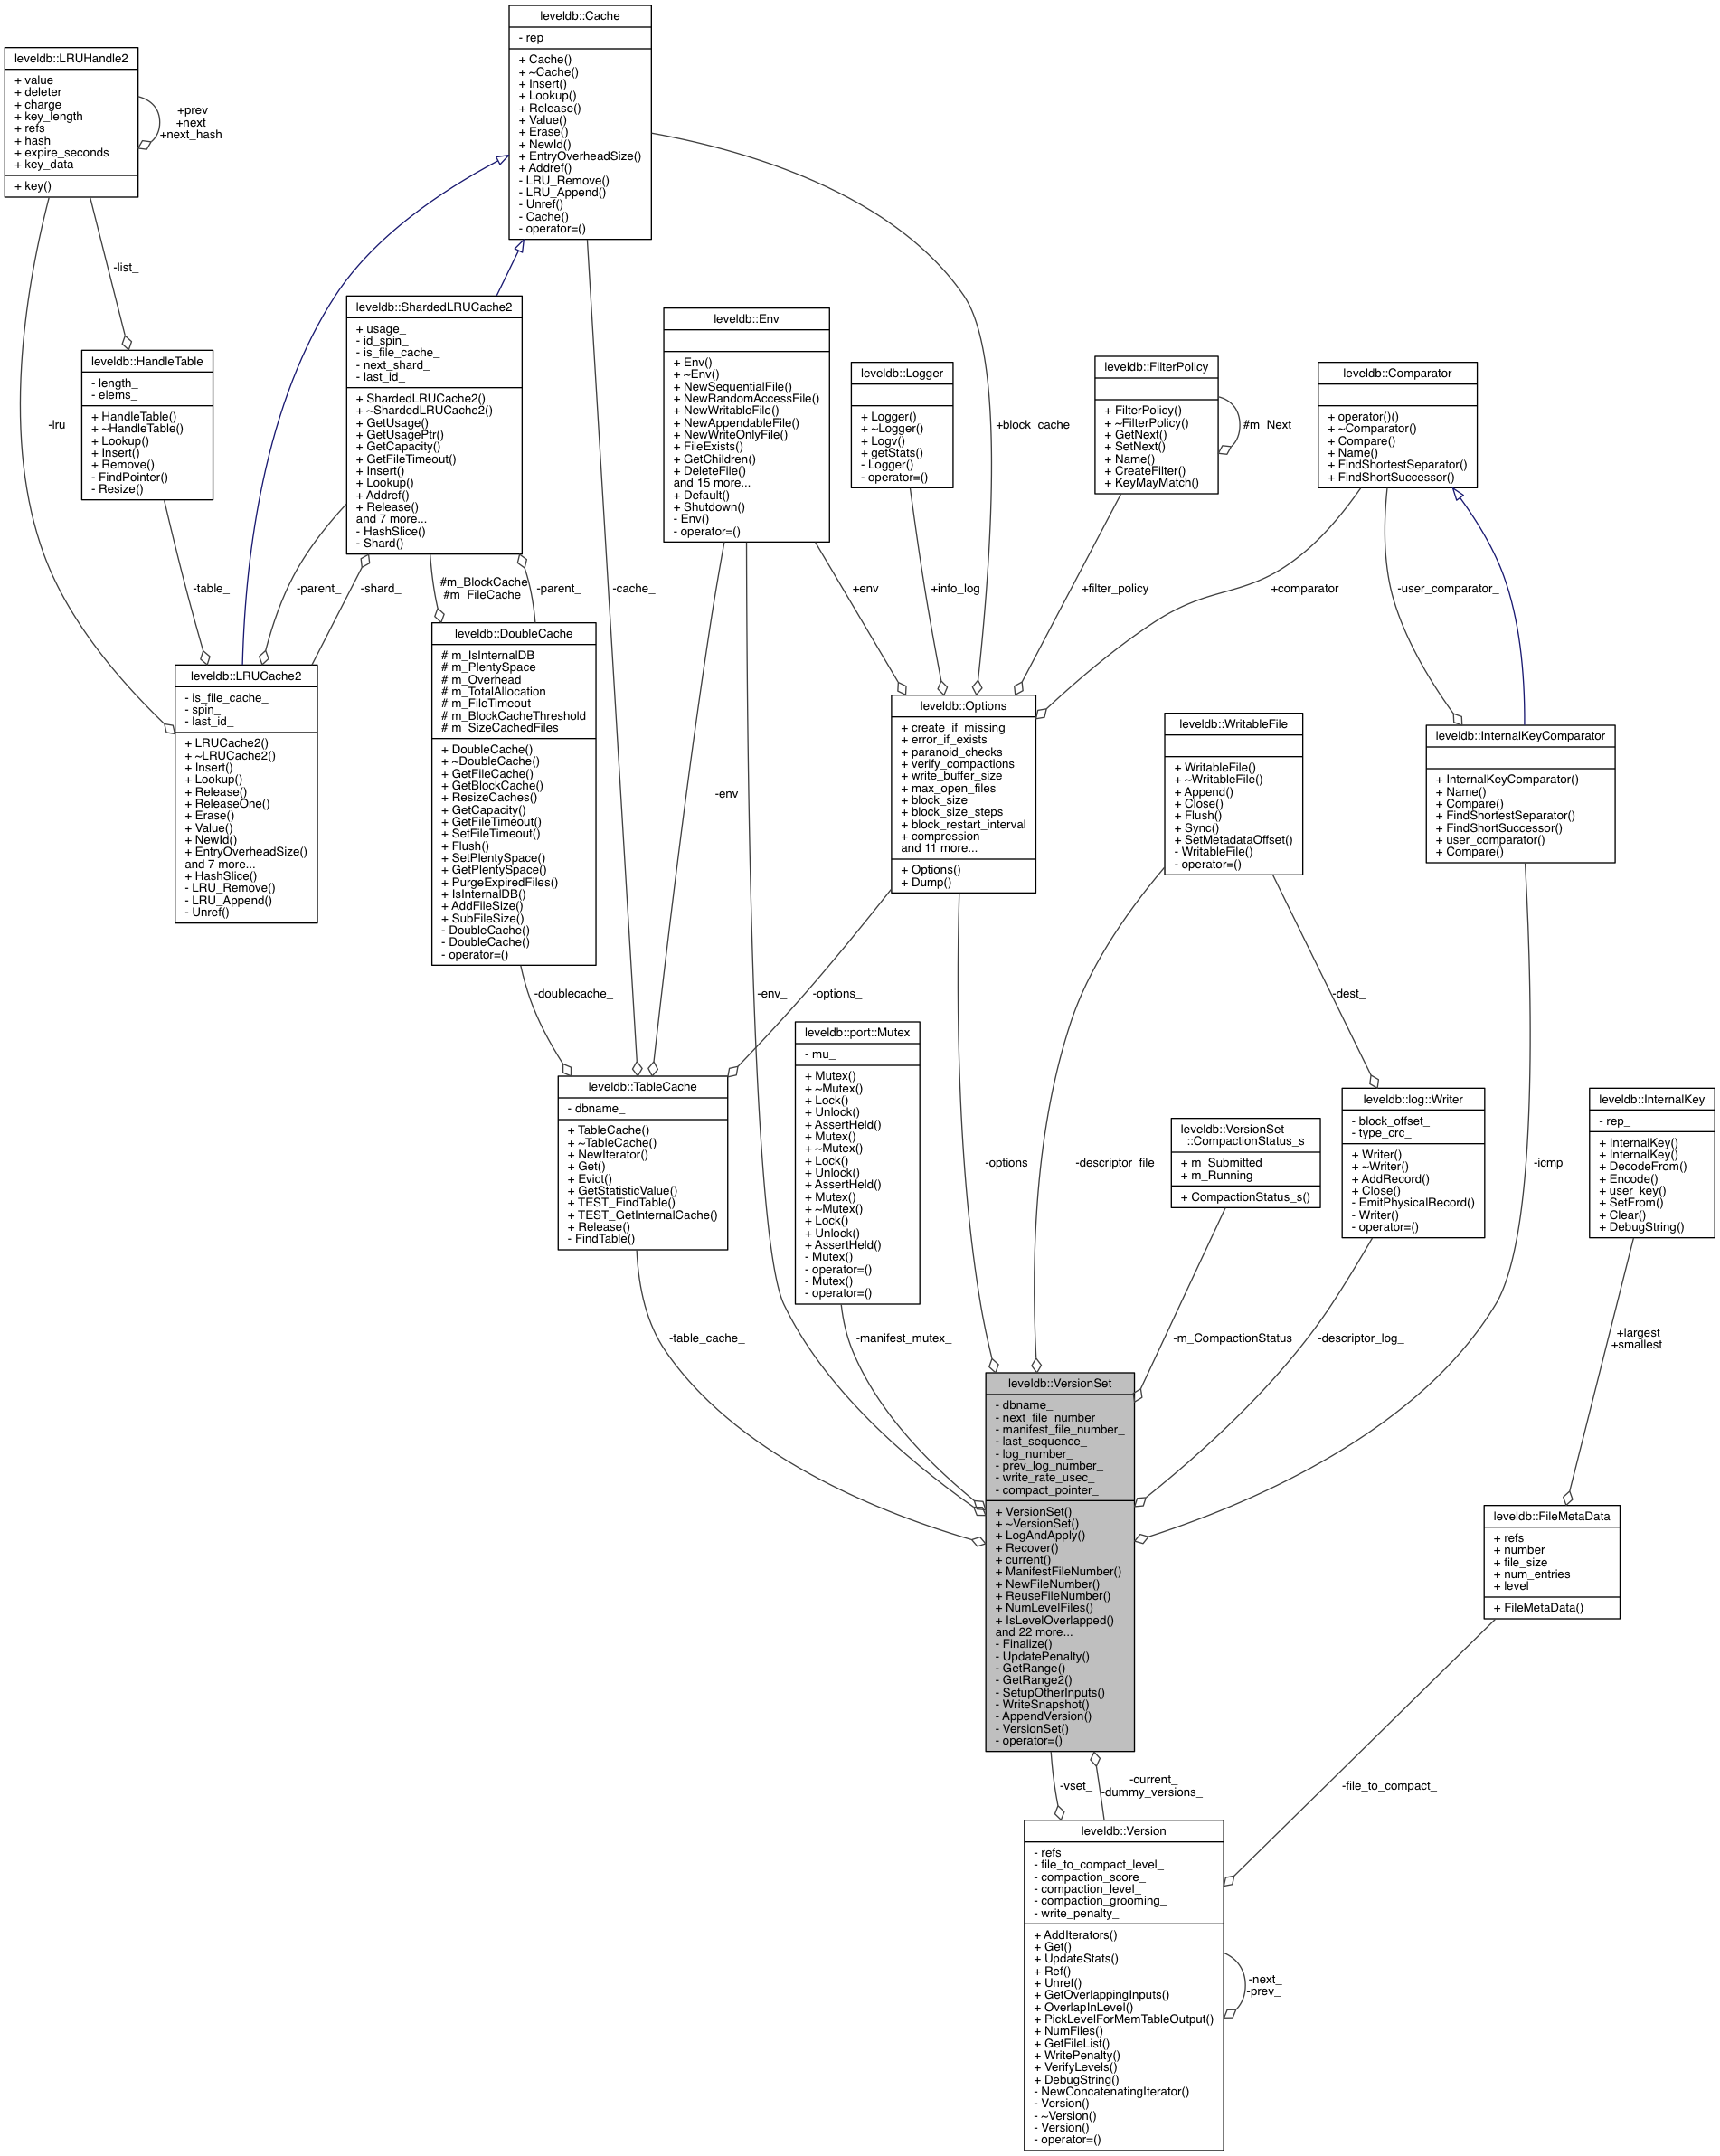 leveldb::Cache
- rep_
+ Cache()
+ ~Cache()
+ Insert()
+ Lookup()
+ Release()
+ Value()
+ Erase()
+ NewId()
+ EntryOverheadSize()
+ Addref()
- LRU_Remove()
- LRU_Append()
- Unref()
- Cache()
- operator=()
leveldb::LRUHandle2
+ value
+ deleter
+ charge
+ key_length
+ refs
+ hash
+ expire_seconds
+ key_data
+ key()
+prev
+next
+next_hash
-list_
-lru_
leveldb::HandleTable
- length_
- elems_
+ HandleTable()
+ ~HandleTable()
+ Lookup()
+ Insert()
+ Remove()
- FindPointer()
- Resize()
leveldb::ShardedLRUCache2
+ usage_
- id_spin_
- is_file_cache_
- next_shard_
- last_id_
+ ShardedLRUCache2()
+ ~ShardedLRUCache2()
+ GetUsage()
+ GetUsagePtr()
+ GetCapacity()
+ GetFileTimeout()
+ Insert()
+ Lookup()
+ Addref()
+ Release()
and 7 more...
- HashSlice()
- Shard()
leveldb::Env
+ Env()
+ ~Env()
+ NewSequentialFile()
+ NewRandomAccessFile()
+ NewWritableFile()
+ NewAppendableFile()
+ NewWriteOnlyFile()
+ FileExists()
+ GetChildren()
+ DeleteFile()
and 15 more...
+ Default()
+ Shutdown()
- Env()
- operator=()
leveldb::Logger
+ Logger()
+ ~Logger()
+ Logv()
+ getStats()
- Logger()
- operator=()
+block_cache
leveldb::FilterPolicy
+ FilterPolicy()
+ ~FilterPolicy()
+ GetNext()
+ SetNext()
+ Name()
+ CreateFilter()
+ KeyMayMatch()
#m_Next
leveldb::Comparator
+ operator()()
+ ~Comparator()
+ Compare()
+ Name()
+ FindShortestSeparator()
+ FindShortSuccessor()
-table_
-parent_
-shard_
#m_BlockCache
#m_FileCache
-parent_
-cache_
+env
+info_log
+filter_policy
+comparator
-user_comparator_
leveldb::LRUCache2
- is_file_cache_
- spin_
- last_id_
+ LRUCache2()
+ ~LRUCache2()
+ Insert()
+ Lookup()
+ Release()
+ ReleaseOne()
+ Erase()
+ Value()
+ NewId()
+ EntryOverheadSize()
and 7 more...
+ HashSlice()
- LRU_Remove()
- LRU_Append()
- Unref()
leveldb::DoubleCache
# m_IsInternalDB
# m_PlentySpace
# m_Overhead
# m_TotalAllocation
# m_FileTimeout
# m_BlockCacheThreshold
# m_SizeCachedFiles
+ DoubleCache()
+ ~DoubleCache()
+ GetFileCache()
+ GetBlockCache()
+ ResizeCaches()
+ GetCapacity()
+ GetFileTimeout()
+ SetFileTimeout()
+ Flush()
+ SetPlentySpace()
+ GetPlentySpace()
+ PurgeExpiredFiles()
+ IsInternalDB()
+ AddFileSize()
+ SubFileSize()
- DoubleCache()
- DoubleCache()
- operator=()
-env_
leveldb::Options
+ create_if_missing
+ error_if_exists
+ paranoid_checks
+ verify_compactions
+ write_buffer_size
+ max_open_files
+ block_size
+ block_size_steps
+ block_restart_interval
+ compression
and 11 more...
+ Options()
+ Dump()
leveldb::WritableFile
+ WritableFile()
+ ~WritableFile()
+ Append()
+ Close()
+ Flush()
+ Sync()
+ SetMetadataOffset()
- WritableFile()
- operator=()
leveldb::InternalKeyComparator
+ InternalKeyComparator()
+ Name()
+ Compare()
+ FindShortestSeparator()
+ FindShortSuccessor()
+ user_comparator()
+ Compare()
-doublecache_
-env_
-options_
-dest_
leveldb::TableCache
- dbname_
+ TableCache()
+ ~TableCache()
+ NewIterator()
+ Get()
+ Evict()
+ GetStatisticValue()
+ TEST_FindTable()
+ TEST_GetInternalCache()
+ Release()
- FindTable()
leveldb::port::Mutex
- mu_
+ Mutex()
+ ~Mutex()
+ Lock()
+ Unlock()
+ AssertHeld()
+ Mutex()
+ ~Mutex()
+ Lock()
+ Unlock()
+ AssertHeld()
+ Mutex()
+ ~Mutex()
+ Lock()
+ Unlock()
+ AssertHeld()
- Mutex()
- operator=()
- Mutex()
- operator=()
-options_
-descriptor_file_
leveldb::VersionSet
::CompactionStatus_s
+ m_Submitted
+ m_Running
+ CompactionStatus_s()
leveldb::log::Writer
- block_offset_
- type_crc_
+ Writer()
+ ~Writer()
+ AddRecord()
+ Close()
- EmitPhysicalRecord()
- Writer()
- operator=()
-icmp_
leveldb::InternalKey
- rep_
+ InternalKey()
+ InternalKey()
+ DecodeFrom()
+ Encode()
+ user_key()
+ SetFrom()
+ Clear()
+ DebugString()
-table_cache_
-manifest_mutex_
-m_CompactionStatus
-descriptor_log_
+largest
+smallest
leveldb::VersionSet
- dbname_
- next_file_number_
- manifest_file_number_
- last_sequence_
- log_number_
- prev_log_number_
- write_rate_usec_
- compact_pointer_
+ VersionSet()
+ ~VersionSet()
+ LogAndApply()
+ Recover()
+ current()
+ ManifestFileNumber()
+ NewFileNumber()
+ ReuseFileNumber()
+ NumLevelFiles()
+ IsLevelOverlapped()
and 22 more...
- Finalize()
- UpdatePenalty()
- GetRange()
- GetRange2()
- SetupOtherInputs()
- WriteSnapshot()
- AppendVersion()
- VersionSet()
- operator=()
leveldb::FileMetaData
+ refs
+ number
+ file_size
+ num_entries
+ level
+ FileMetaData()
-vset_
-current_
-dummy_versions_
-file_to_compact_
leveldb::Version
- refs_
- file_to_compact_level_
- compaction_score_
- compaction_level_
- compaction_grooming_
- write_penalty_
+ AddIterators()
+ Get()
+ UpdateStats()
+ Ref()
+ Unref()
+ GetOverlappingInputs()
+ OverlapInLevel()
+ PickLevelForMemTableOutput()
+ NumFiles()
+ GetFileList()
+ WritePenalty()
+ VerifyLevels()
+ DebugString()
- NewConcatenatingIterator()
- Version()
- ~Version()
- Version()
- operator=()
-next_
-prev_